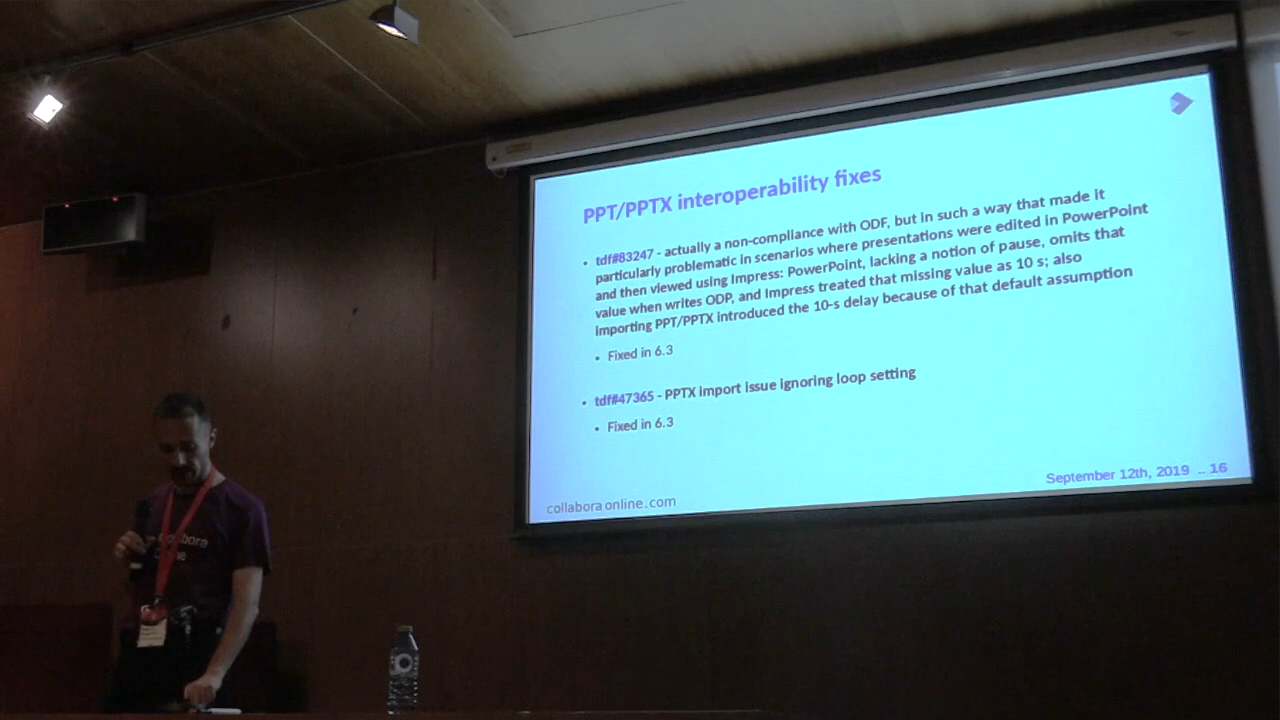 PPT/PPTX interoperability fixes
• tdf#83247 - actually a non-compliance with ODF, but in such a way that made it
particularly problematic in scenarios where presentations were edited in PowerPoint
and then viewed using Impress: PowerPoint, lacking a notion of pause, omits that
value when writes ODP, and Impress treated that missing value as 10 s; also
importing PPT/PPTX introduced the 10-s delay because of that default assumption
• Fixed in 6.3
• tdf#47365 - PPTX import issue ignoring loop setting
• Fixed in 6.3
collaboraonline.com
September 12th, 2019 .. 16